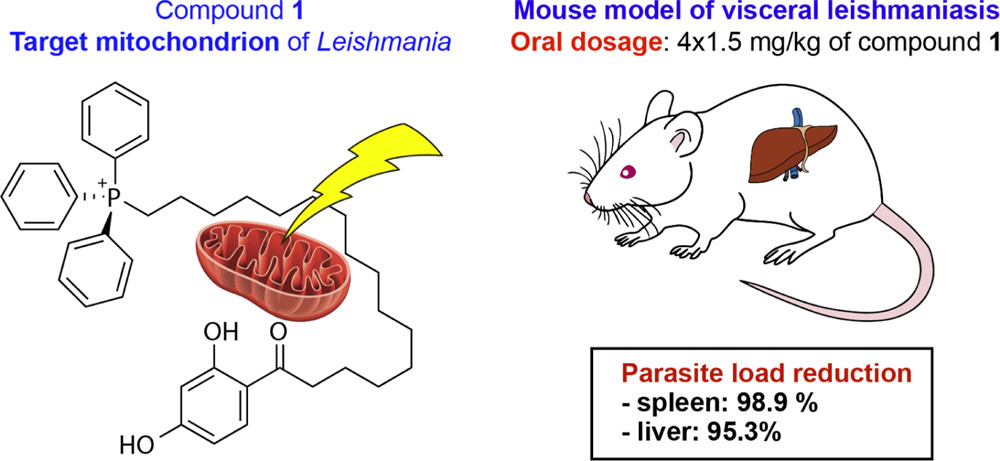 Compound 1
Target mitochondrion of Leishmania
P
+
OH
O
HO
Mouse model of visceral leishmaniasis
Oral dosage: 4x1.5 mg/kg of compound 1
Parasite load reduction
- spleen: 98.9 %
- liver: 95.3%